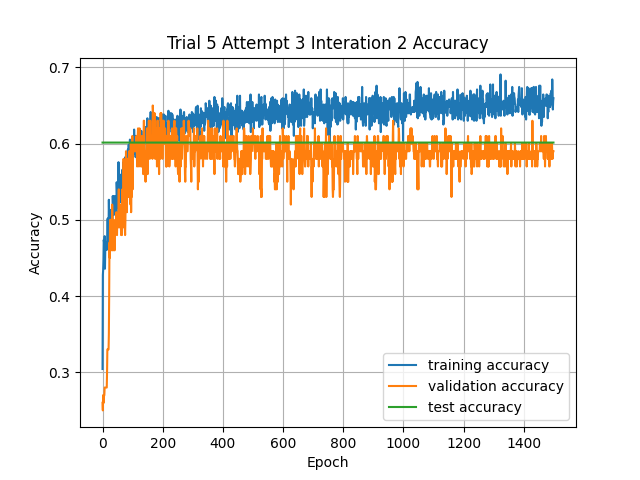 Trial 5 Attempt 3 Interation 2 Accuracy
0.7
0.6
0.5
0.4
0.3
Accuracy
0
200
400
600
800
1000
1200
1400
Epoch
training accuracy
validation accuracy
test accuracy